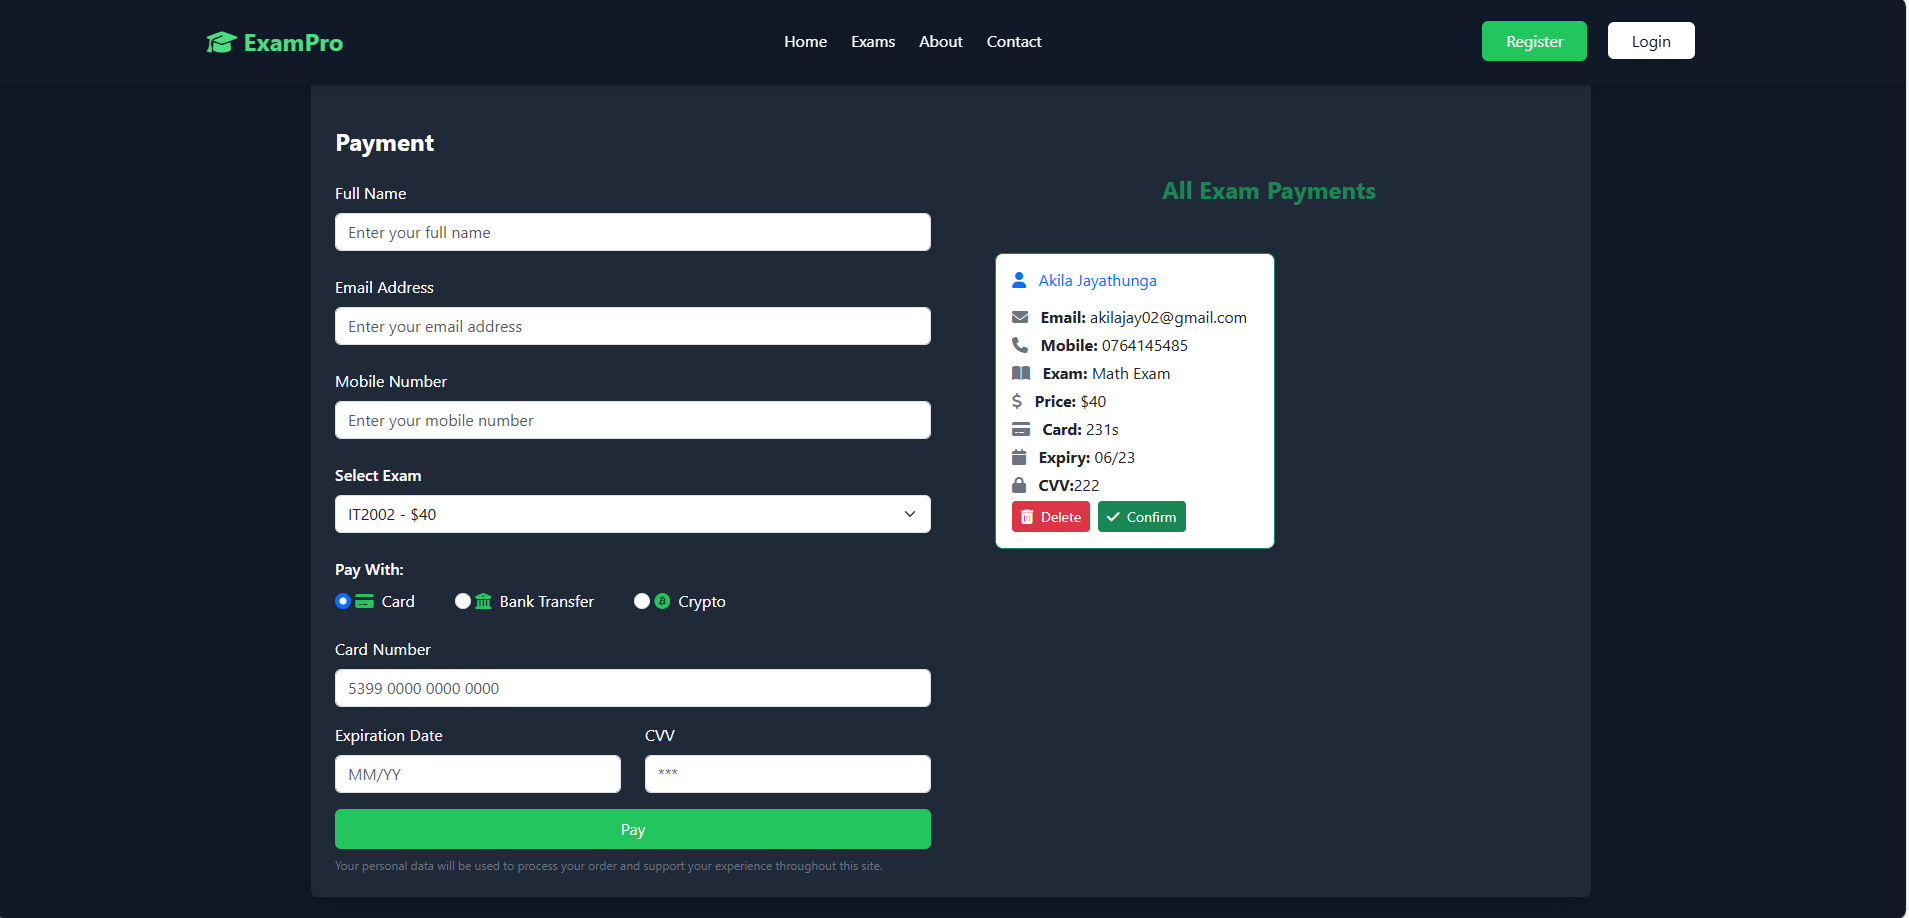 ExamPro
Home Exams About Contact
Register Login
Payment
Full Name
Enter your full name
Email Address
Enter your email address
Mobile Number
Enter your mobile number
Select Exam
IT2002 - $40
Pay With:
Card Bank Transfer Crypto
Card Number
5399 0000 0000 0000
Expiration Date CVV
MM/YY ***
Pay
Your personal data will be used to process your order and support your experience throughout this site.
All Exam Payments
Akila Jayathunga
Email: akilajay02@gmail.com
Mobile: 0764145485
Exam: Math Exam
Price: $40
Card: 231s
Expiry: 06/23
CVV:222
Delete Confirm